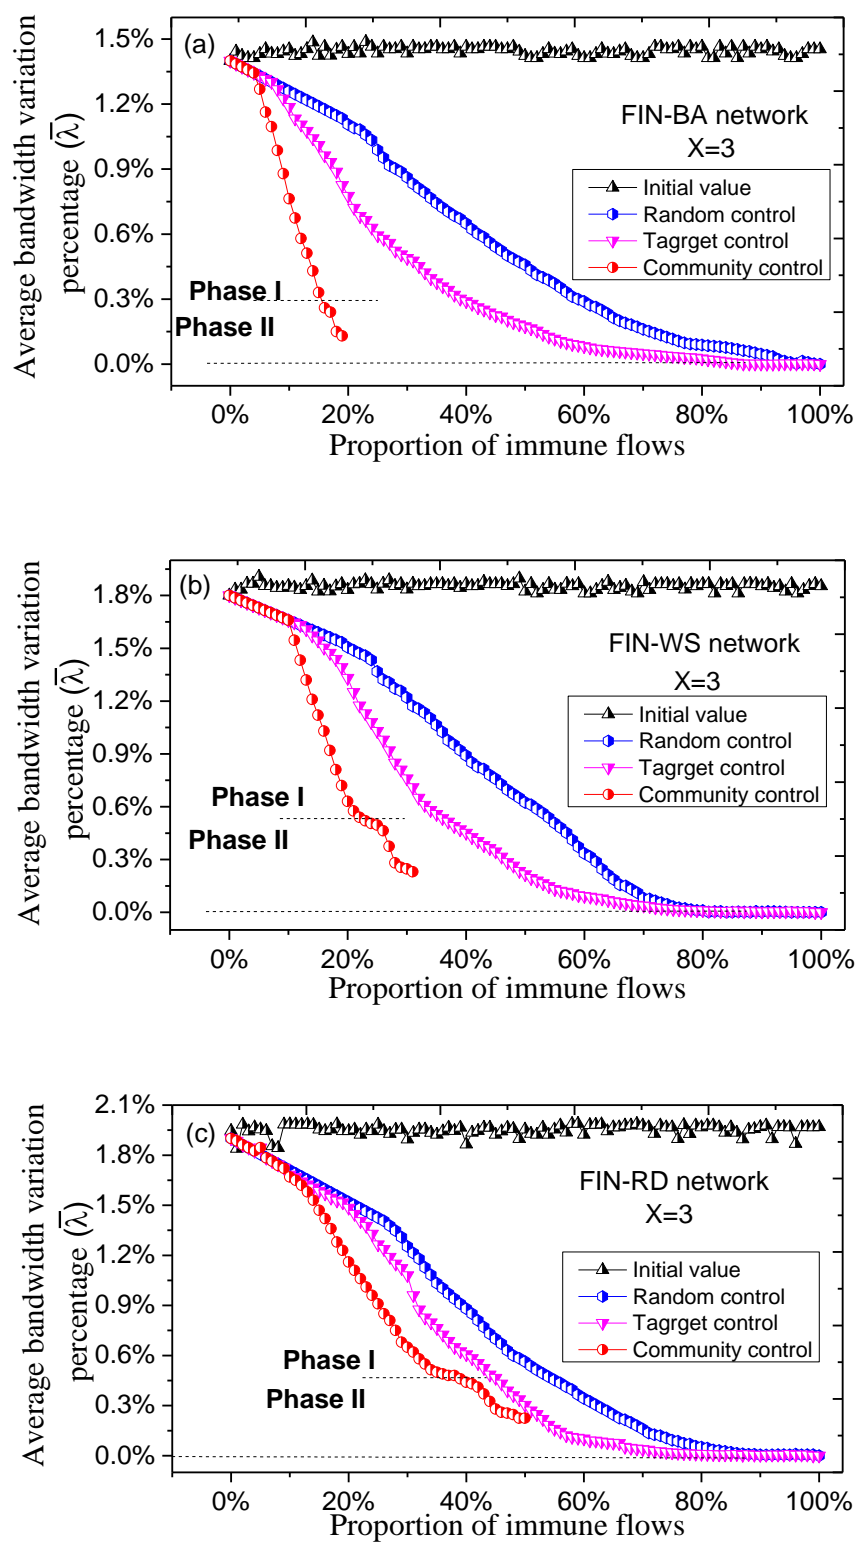 (a)
1.5%
1.2%
0.9%
0.6%
0.3%
0.0%
Average bandwidth variation
percentage (λ̄)
FIN-BA network
X=3
Initial value
Random control
Tagrget control
Community control
Phase I
Phase II
0% 20% 40% 60% 80% 100%
Proportion of immune flows
(b)
1.8%
1.5%
1.2%
0.9%
0.6%
0.3%
0.0%
Average bandwidth variation
percentage (λ̄)
FIN-WS network
X=3
Initial value
Random control
Tagrget control
Community control
Phase I
Phase II
0% 20% 40% 60% 80% 100%
Proportion of immune flows
(c)
2.1%
1.8%
1.5%
1.2%
0.9%
0.6%
0.3%
0.0%
Average bandwidth variation
percentage (λ̄)
FIN-RD network
X=3
Initial value
Random control
Tagrget control
Community control
Phase I
Phase II
0% 20% 40% 60% 80% 100%
Proportion of immune flows